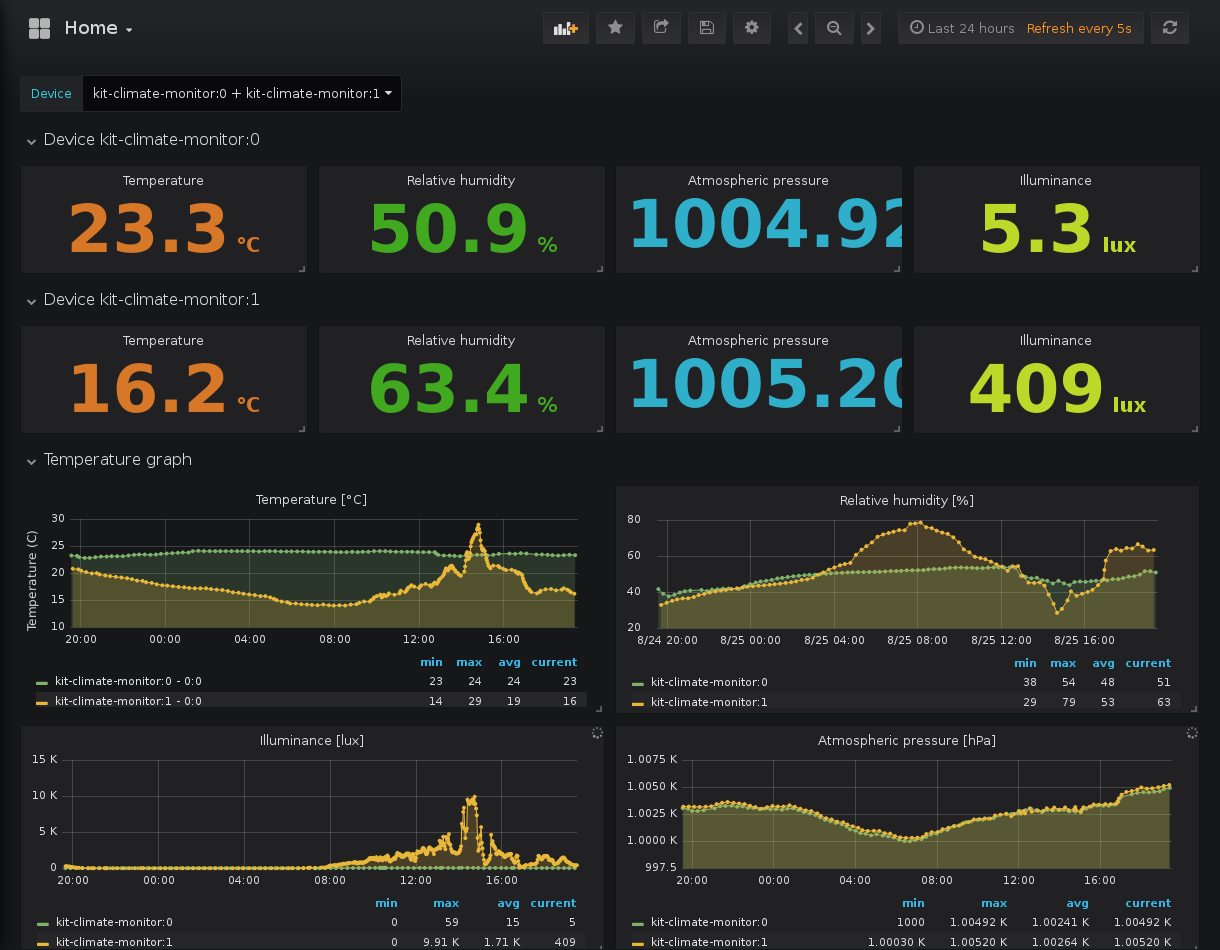 Home
Last 24 hours Refresh every 5s
Device kit-climate-monitor:0 + kit-climate-monitor:1
Device kit-climate-monitor:0
Temperature Relative humidity Atmospheric pressure Illuminance
23.3 °C 50.9 % 1004.92 5.3 lux
Device kit-climate-monitor:1
Temperature Relative humidity Atmospheric pressure Illuminance
16.2 °C 63.4 % 1005.20 409 lux
Temperature graph
Temperature [°C]
Temperature (C)
30
25
20
15
10
20:00 00:00 04:00 08:00 12:00 16:00
min max avg current
kit-climate-monitor:0 - 0:0 23 24 24 23
kit-climate-monitor:1 - 0:0 14 29 19 16
Relative humidity [%]
80
60
40
20
8/24 20:00 8/25 00:00 8/25 04:00 8/25 08:00 8/25 12:00 8/25 16:00
min max avg current
kit-climate-monitor:0 38 54 48 51
kit-climate-monitor:1 29 79 53 63
Illuminance [lux]
15 K
10 K
5 K
0
20:00 00:00 04:00 08:00 12:00 16:00
min max avg current
kit-climate-monitor:0 0 59 15 5
kit-climate-monitor:1 0 9.91 K 1.71 K 409
Atmospheric pressure [hPa]
1.0075 K
1.0050 K
1.0025 K
1.0000 K
997.5
20:00 00:00 04:00 08:00 12:00 16:00
min max avg current
kit-climate-monitor:0 1000 1.00492 K 1.00241 K 1.00492 K
kit-climate-monitor:1 1.00030 K 1.00520 K 1.00264 K 1.00520 K